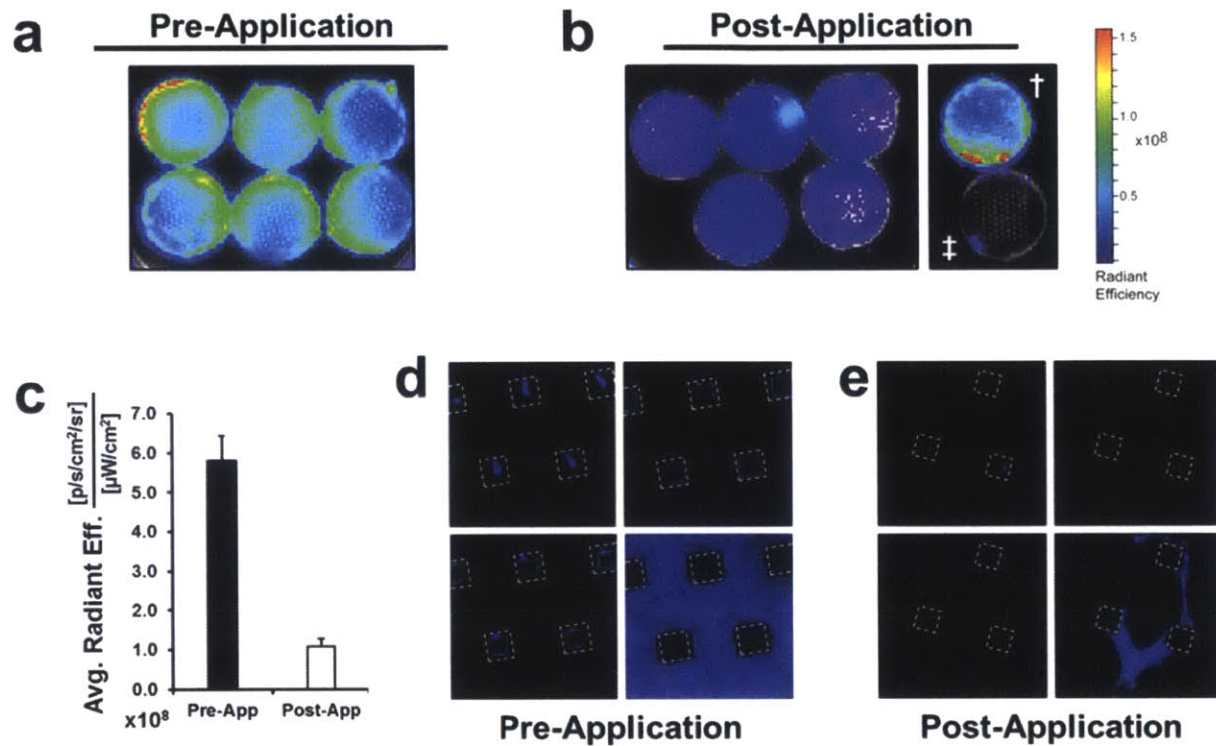 a
Pre-Application
b
Post-Application
†
‡
1.5
1.0
x10⁸
0.5
Radiant
Efficiency
c
Avg. Radiant Eff. [p/s/cm²/sr]
[µW/cm²]
7.0
6.0
5.0
4.0
3.0
2.0
1.0
0.0
x10⁸
Pre-App Post-App
d
Pre-Application
e
Post-Application